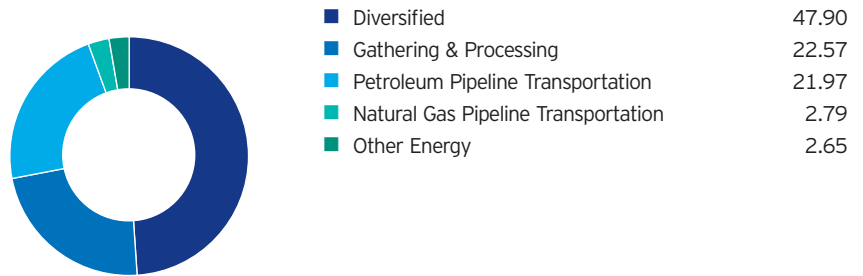 Diversified 47.90
Gathering & Processing 22.57
Petroleum Pipeline Transportation 21.97
Natural Gas Pipeline Transportation 2.79
Other Energy 2.65